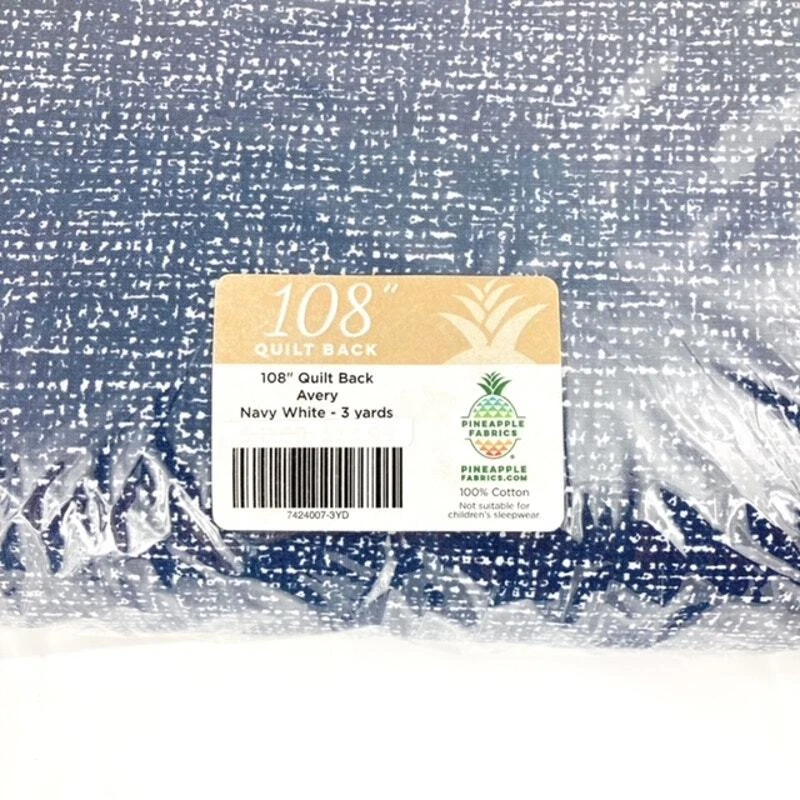 108"
QUILT BACK
108" Quilt Back
Avery
Navy White - 3 yards
7424007-3YD
PINEAPPLE
FABRICS
PINEAPPLE
FABRICS.COM
100% Cotton
Not suitable for
children's sleepwear.